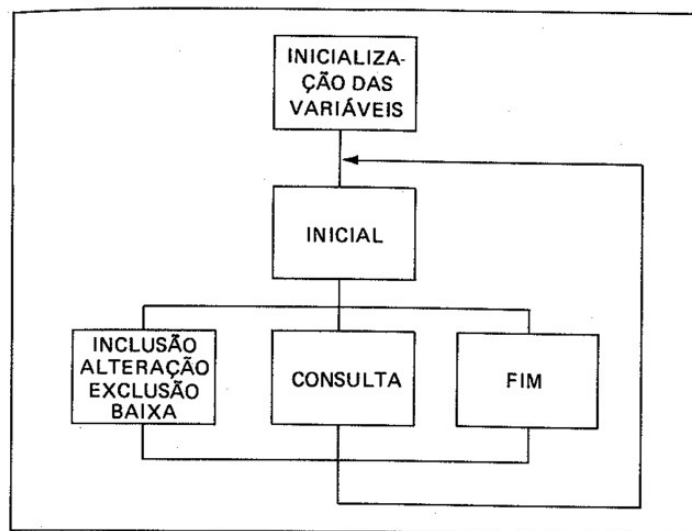 INICIALIZA-
ÇÃO DAS
VARIÁVEIS
INICIAL
INCLUSÃO
ALTERAÇÃO
EXCLUSÃO
BAIXA
CONSULTA
FIM